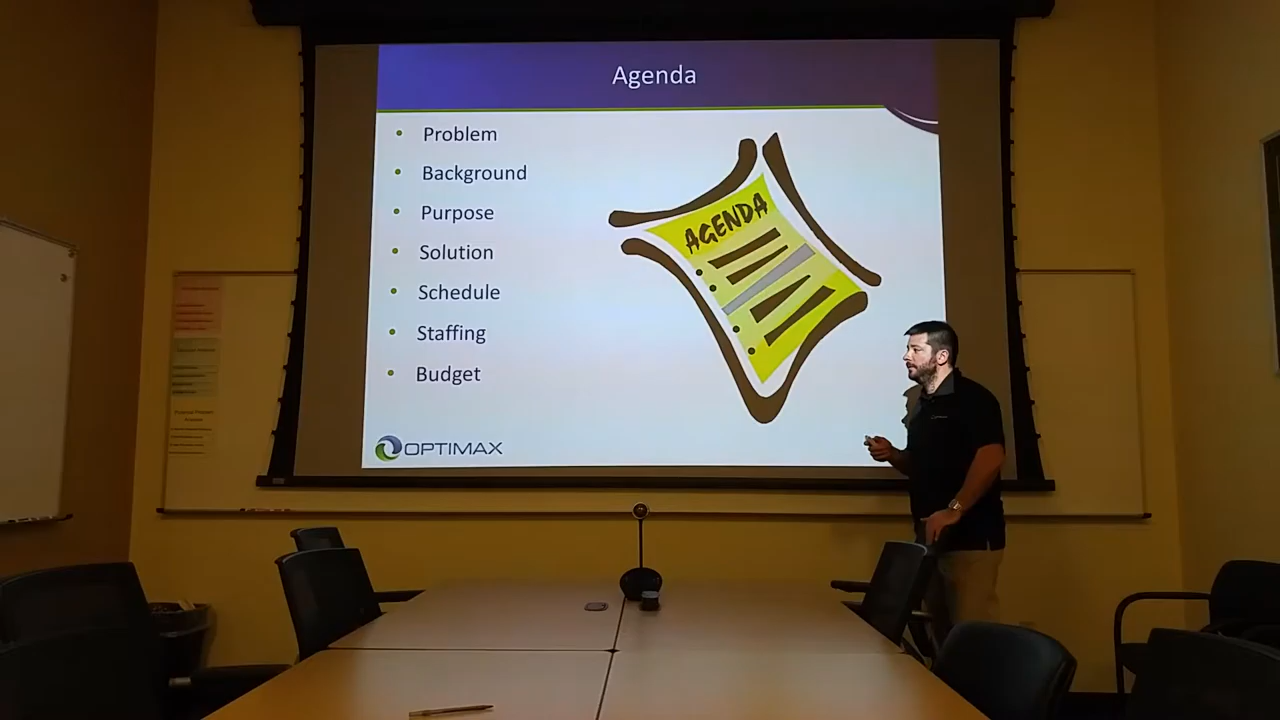 Agenda
Problem
Background
Purpose
Solution
Schedule
Staffing
Budget
AGENDA
OPTIMAX